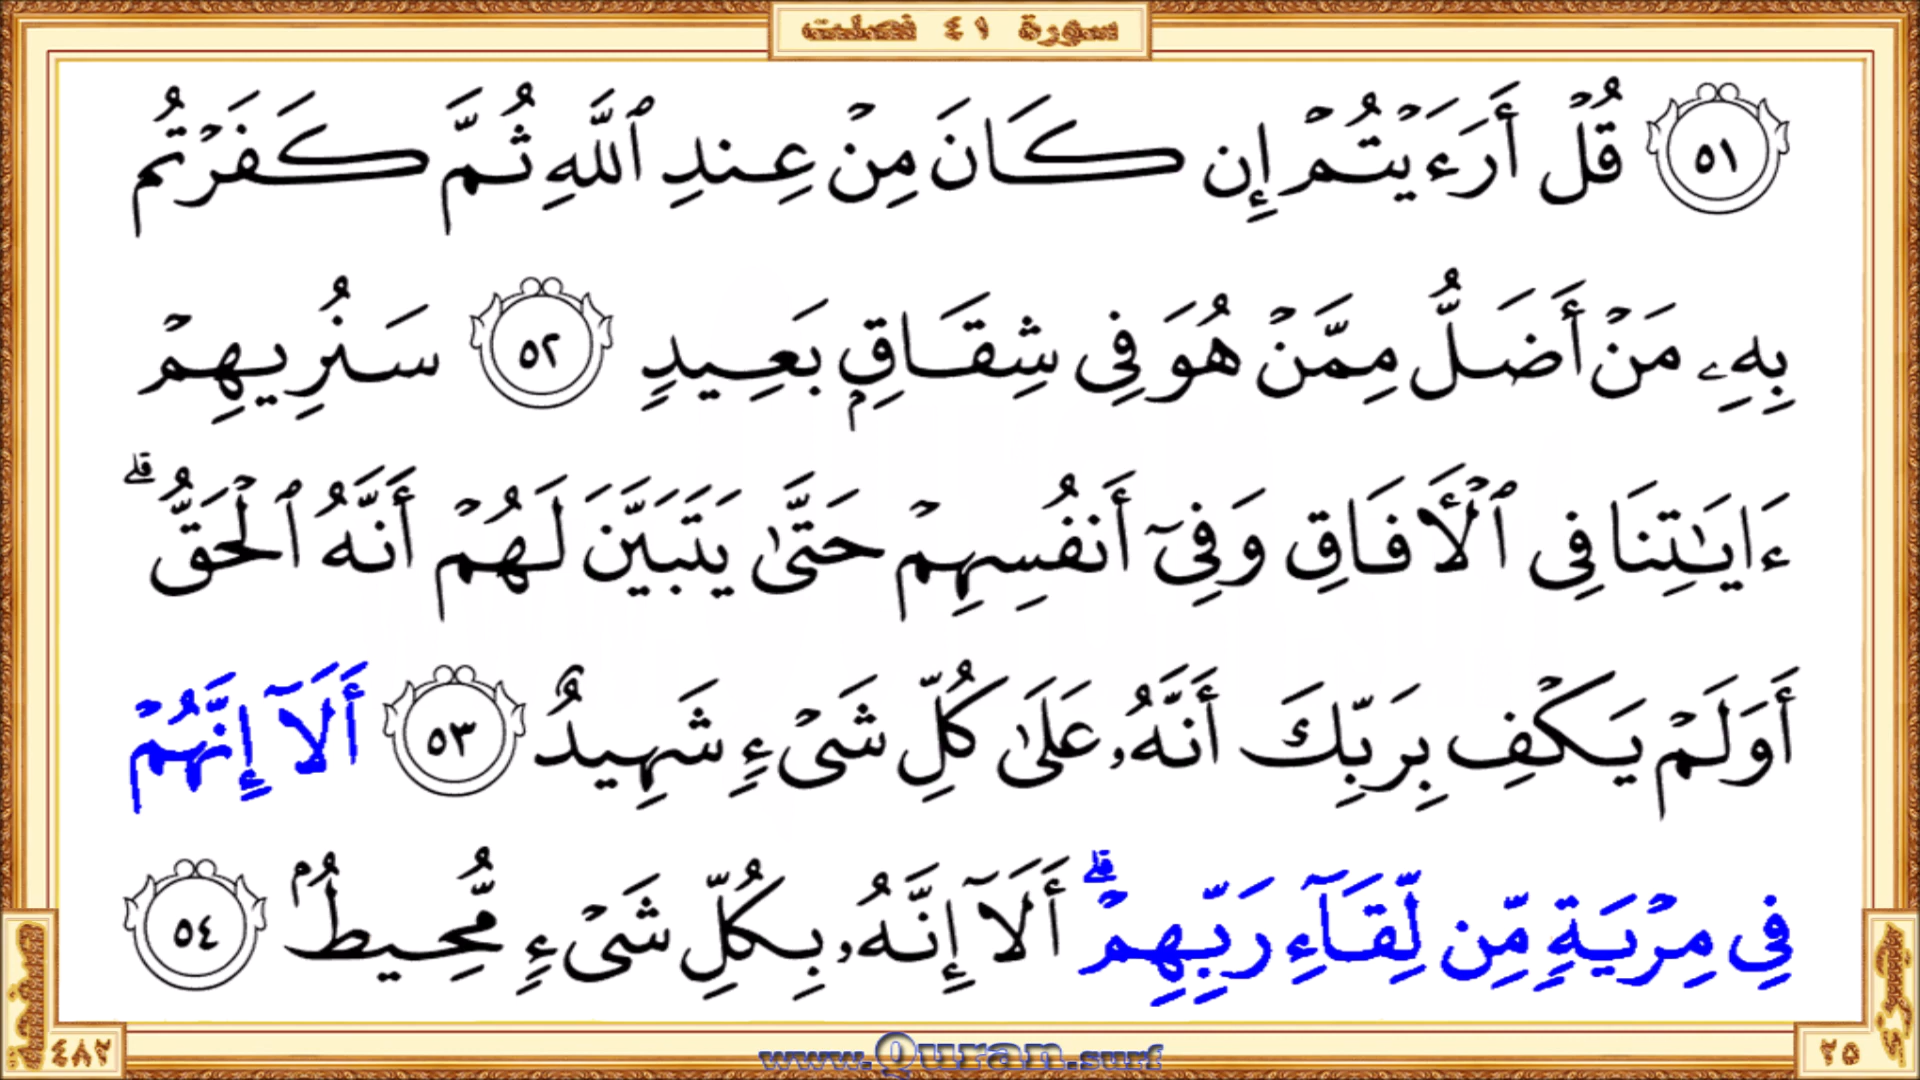 سورة ٤١ فصلت
٥١ قُلْ أَرَءَيْتُمْ إِن كَانَ مِنْ عِندِ ٱللَّهِ ثُمَّ كَفَرْتُم
بِهِۦ مَنْ أَضَلُّ مِمَّنْ هُوَ فِى شِقَاقٍۭ بَعِيدٍ ٥٢ سَنُرِيهِمْ
ءَايَٰتِنَا فِى ٱلْأَفَاقِ وَفِىٓ أَنفُسِهِمْ حَتَّىٰ يَتَبَيَّنَ لَهُمْ أَنَّهُ ٱلْحَقُّ ۗ
أَوَلَمْ يَكْفِ بِرَبِّكَ أَنَّهُۥ عَلَىٰ كُلِّ شَىْءٍ شَهِيدٌ ٥٣ أَلَآ إِنَّهُمْ
فِى مِرْيَةٍ مِّن لِّقَآءِ رَبِّهِمْ ۗ أَلَآ إِنَّهُۥ بِكُلِّ شَىْءٍ مُّحِيطٌۢ ٥٤
صفحة
٤٨٢
www.Quran.surf
٢٥